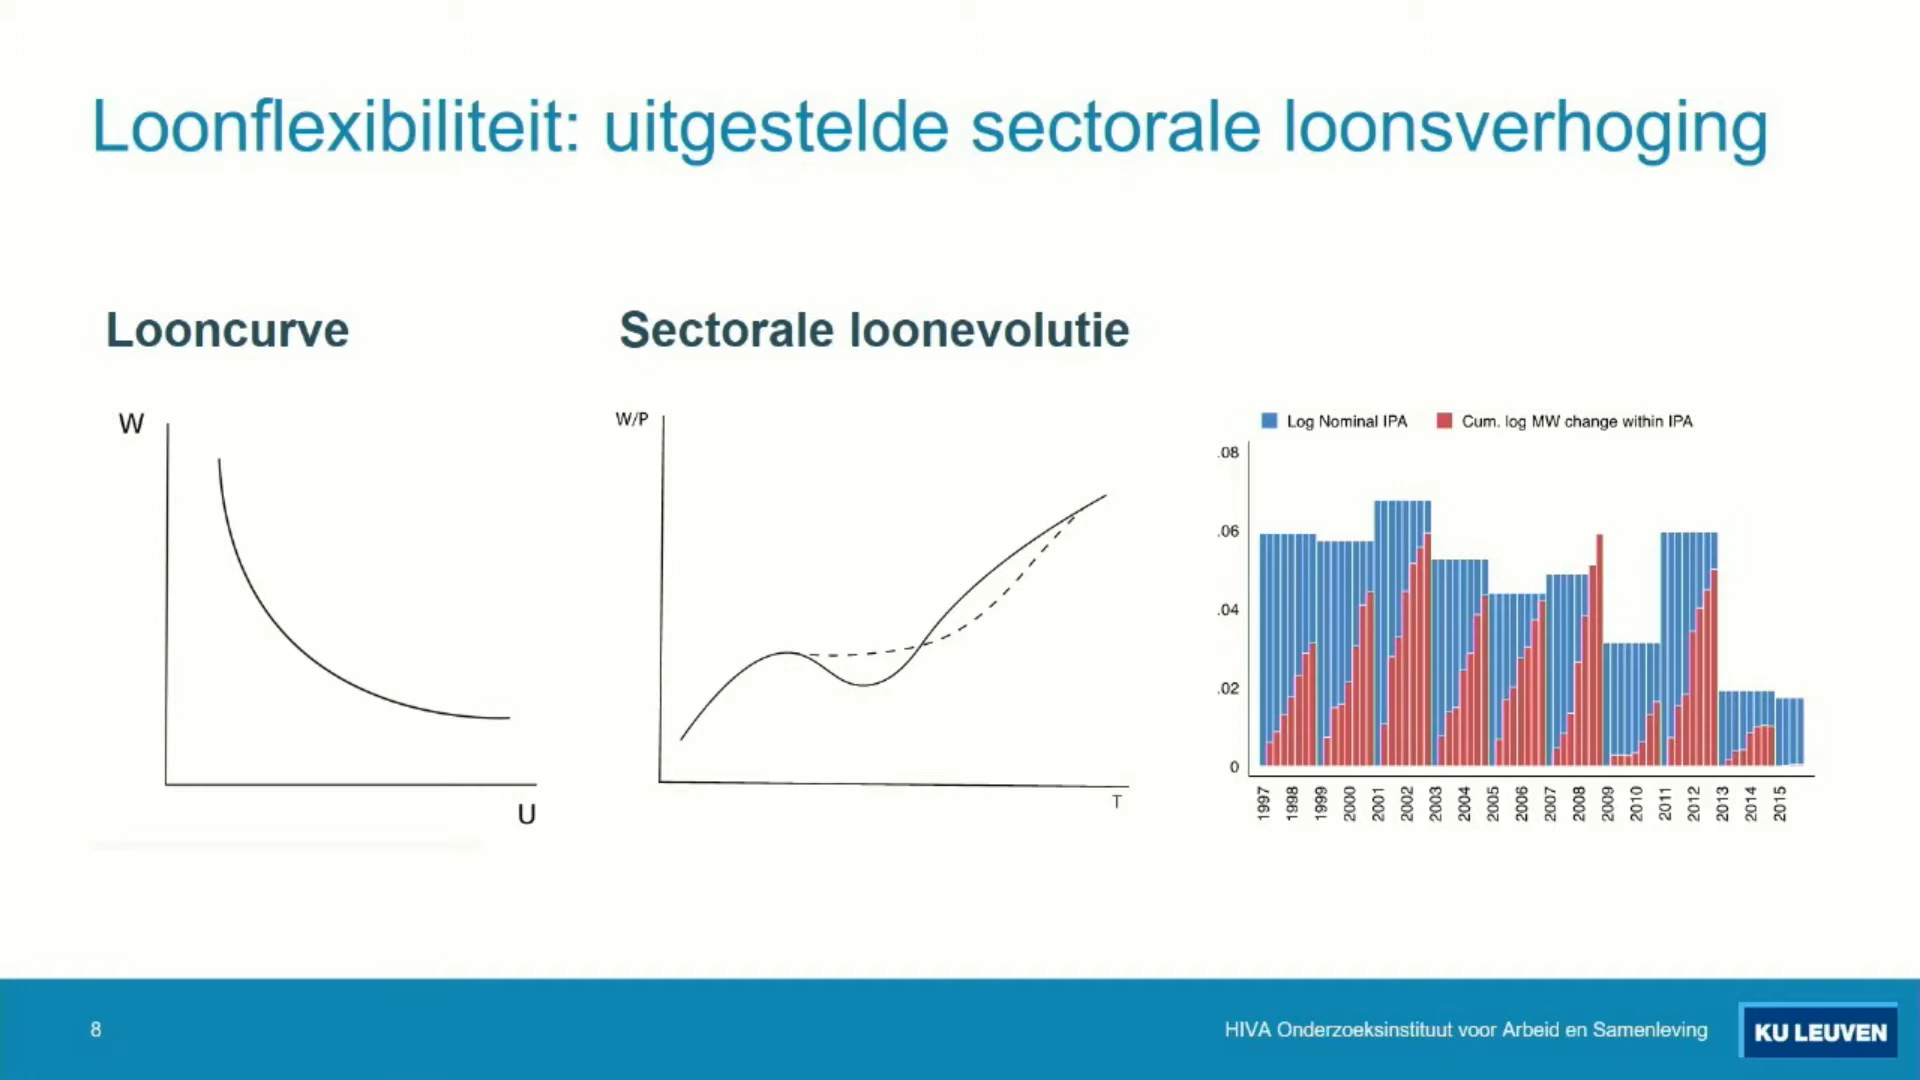 Loonflexibiliteit: uitgestelde sectorale loonsverhoging
Looncurve
W
U
Sectorale loonevolutie
W/P
T
Log Nominal IPA
Cum. log MW change within IPA
.08
.06
.04
.02
0
1997
1998
1999
2000
2001
2002
2003
2004
2005
2006
2007
2008
2009
2010
2011
2012
2013
2014
2015
8
HIVA Onderzoeksinstituut voor Arbeid en Samenleving
KU LEUVEN